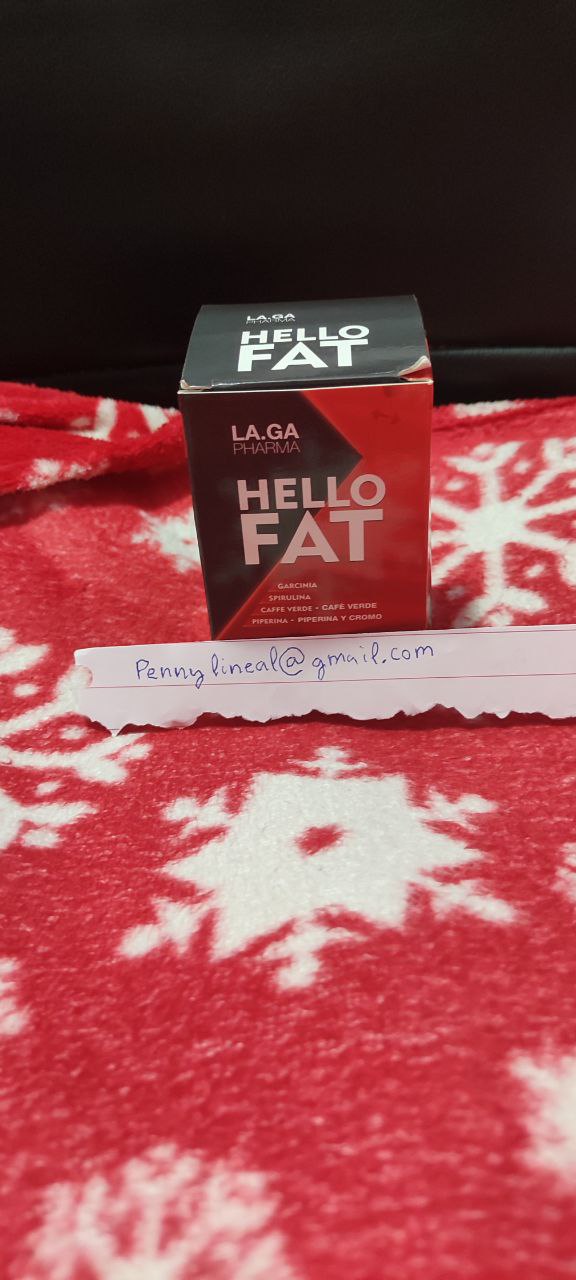 LA.GA
PHARMA
HELLO
FAT
LA.GA
PHARMA
HELLO
FAT
GARCINIA
SPIRULINA
CAFFE VERDE • CAFÉ VERDE
PIPERINA • PIPERINA Y CROMO
Pennylineal@gmail.com